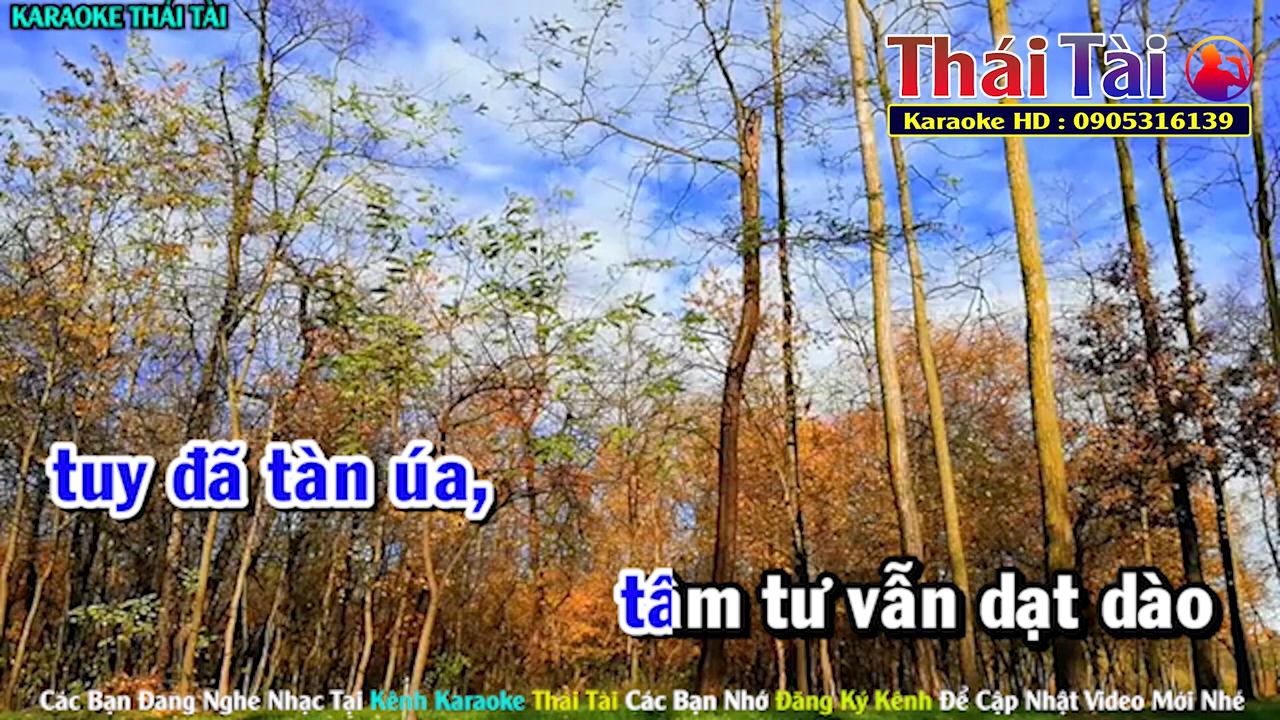 KARAOKE THÁI TÀI
Thái Tài
Karaoke HD : 0905316139
tuy đã tàn úa,
tâm tư vẫn dạt dào
Các Bạn Đang Nghe Nhạc Tại Kênh Karaoke Thái Tài Các Bạn Nhớ Đăng Ký Kênh Để Cập Nhật Video Mới Nhé